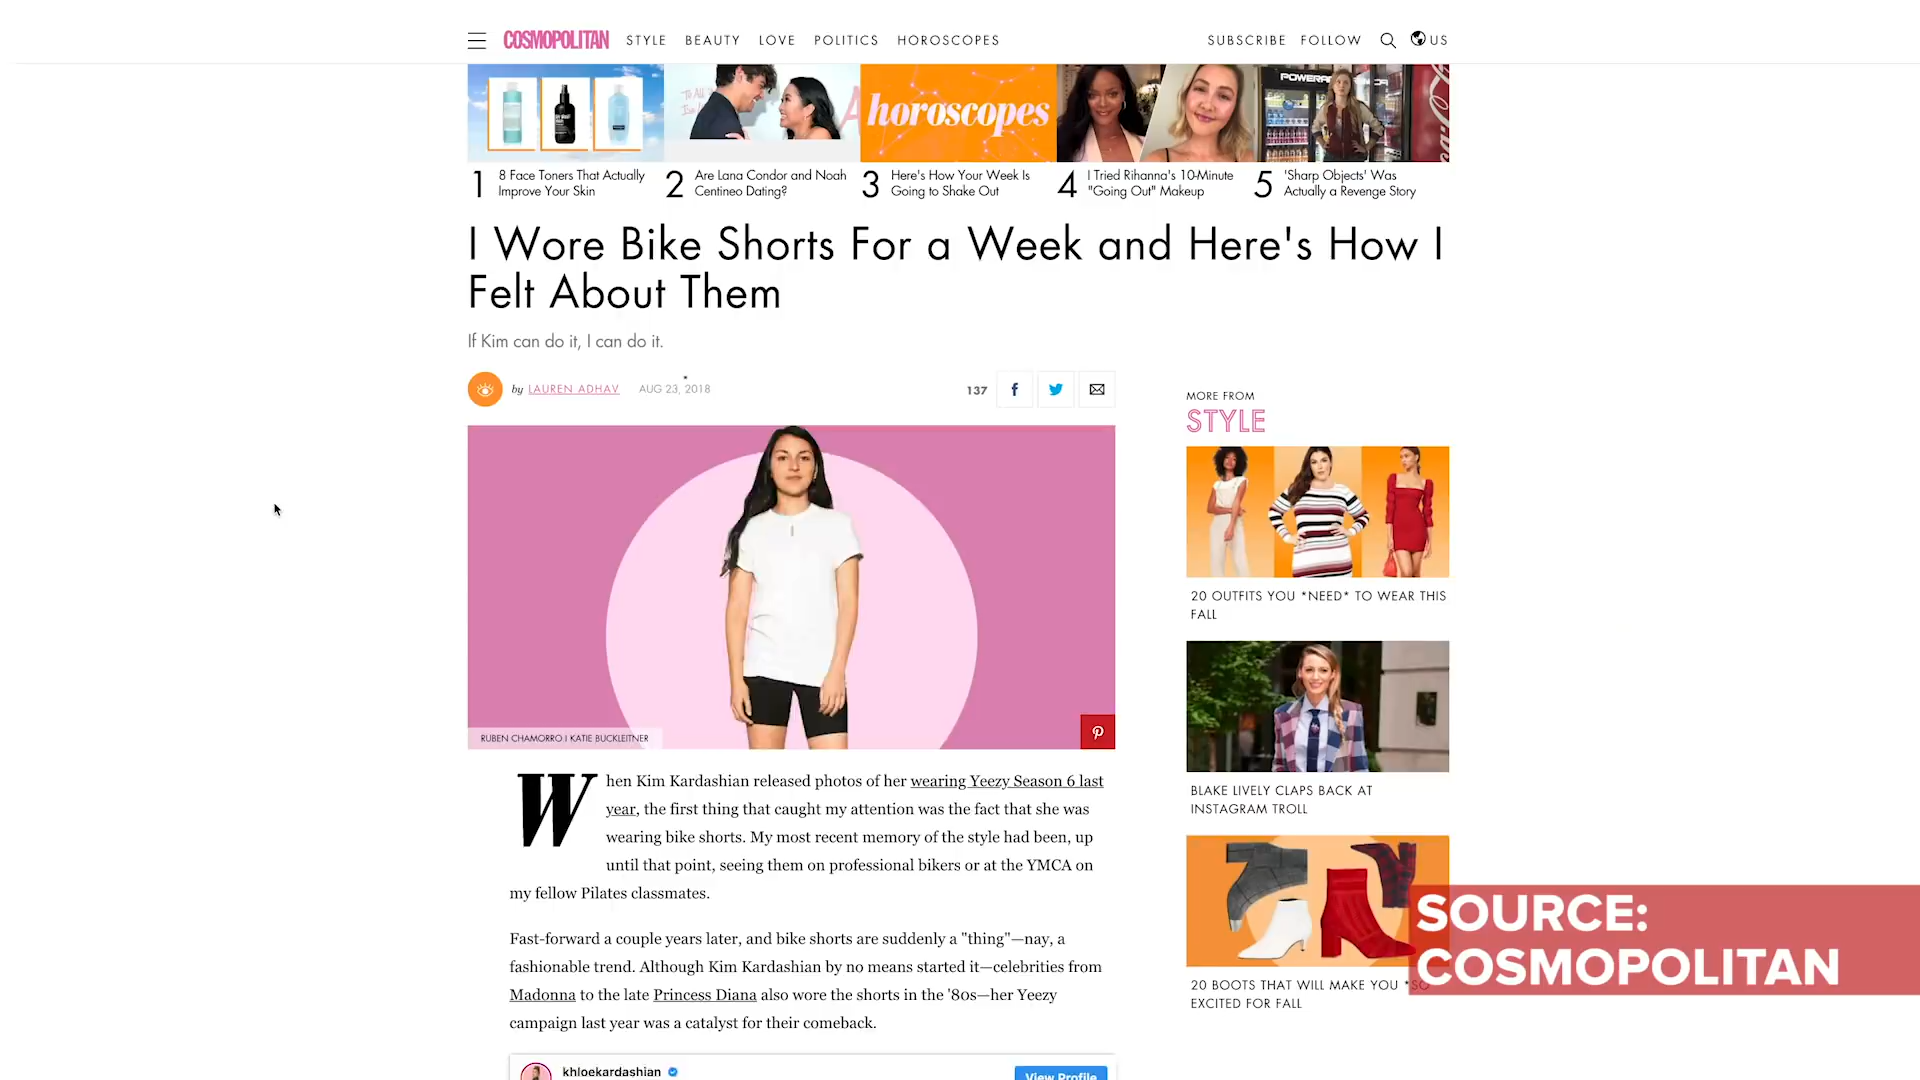 COSMOPOLITAN STYLE BEAUTY LOVE POLITICS HOROSCOPES SUBSCRIBE FOLLOW US
horoscopes
1 8 Face Toners That Actually
Improve Your Skin
2 Are Lana Condor and Noah
Centineo Dating?
3 Here's How Your Week Is
Going to Shake Out
4 I Tried Rihanna's 10-Minute
"Going Out" Makeup
5 'Sharp Objects' Was
Actually a Revenge Story
I Wore Bike Shorts For a Week and Here's How I
Felt About Them
If Kim can do it, I can do it.
by LAUREN ADHAV AUG 23, 2018
137
RUBEN CHAMORRO I KATIE BUCKLEITNER
When Kim Kardashian released photos of her wearing Yeezy Season 6 last
year, the first thing that caught my attention was the fact that she was
wearing bike shorts. My most recent memory of the style had been, up
until that point, seeing them on professional bikers or at the YMCA on
my fellow Pilates classmates.
Fast-forward a couple years later, and bike shorts are suddenly a "thing"—nay, a
fashionable trend. Although Kim Kardashian by no means started it—celebrities from
Madonna to the late Princess Diana also wore the shorts in the '80s—her Yeezy
campaign last year was a catalyst for their comeback.
khloekardashian
View Profile
MORE FROM
STYLE
20 OUTFITS YOU *NEED* TO WEAR THIS
FALL
BLAKE LIVELY CLAPS BACK AT
INSTAGRAM TROLL
20 BOOTS THAT WILL MAKE YOU *SO
EXCITED FOR FALL
SOURCE:
COSMOPOLITAN